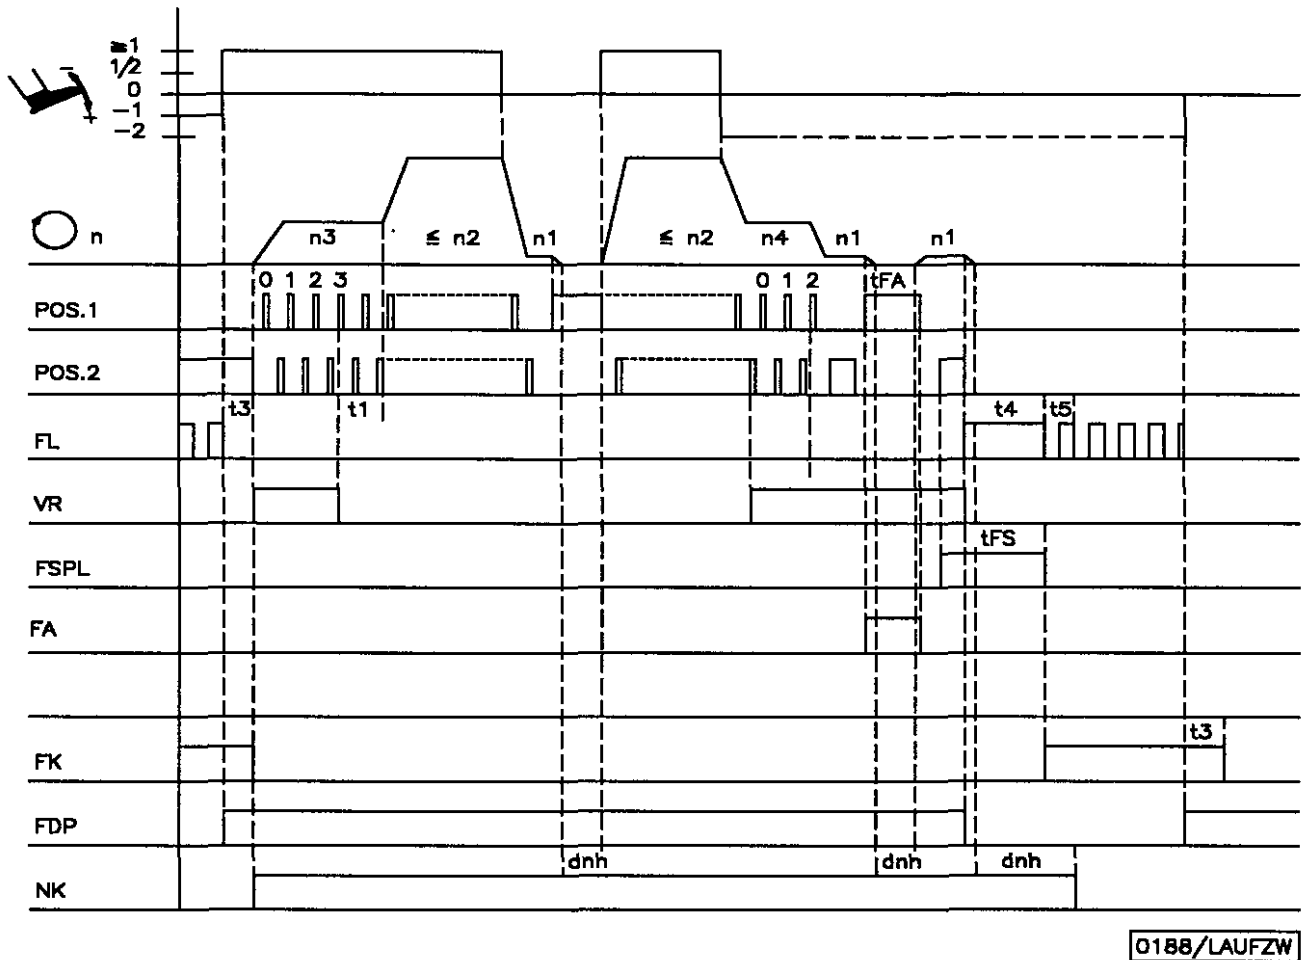 ≧1
1/2
0
-1
-2
-
+
n
n3
≦ n2
n1
≦ n2
n4
n1
n1
POS.1
0 1 2 3
0 1 2
tFA
POS.2
FL
t3
t1
t4
t5
VR
FSPL
tFS
FA
FK
t3
FDP
NK
dnh
dnh
dnh
0188/LAUFZW